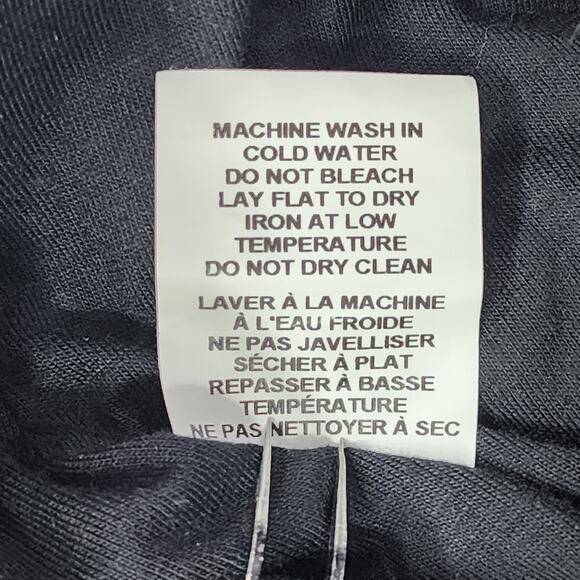 MACHINE WASH IN
COLD WATER
DO NOT BLEACH
LAY FLAT TO DRY
IRON AT LOW
TEMPERATURE
DO NOT DRY CLEAN
LAVER À LA MACHINE
À L'EAU FROIDE
NE PAS JAVELLISER
SÉCHER À PLAT
REPASSER À BASSE
TEMPÉRATURE
NE PAS NETTOYER À SEC